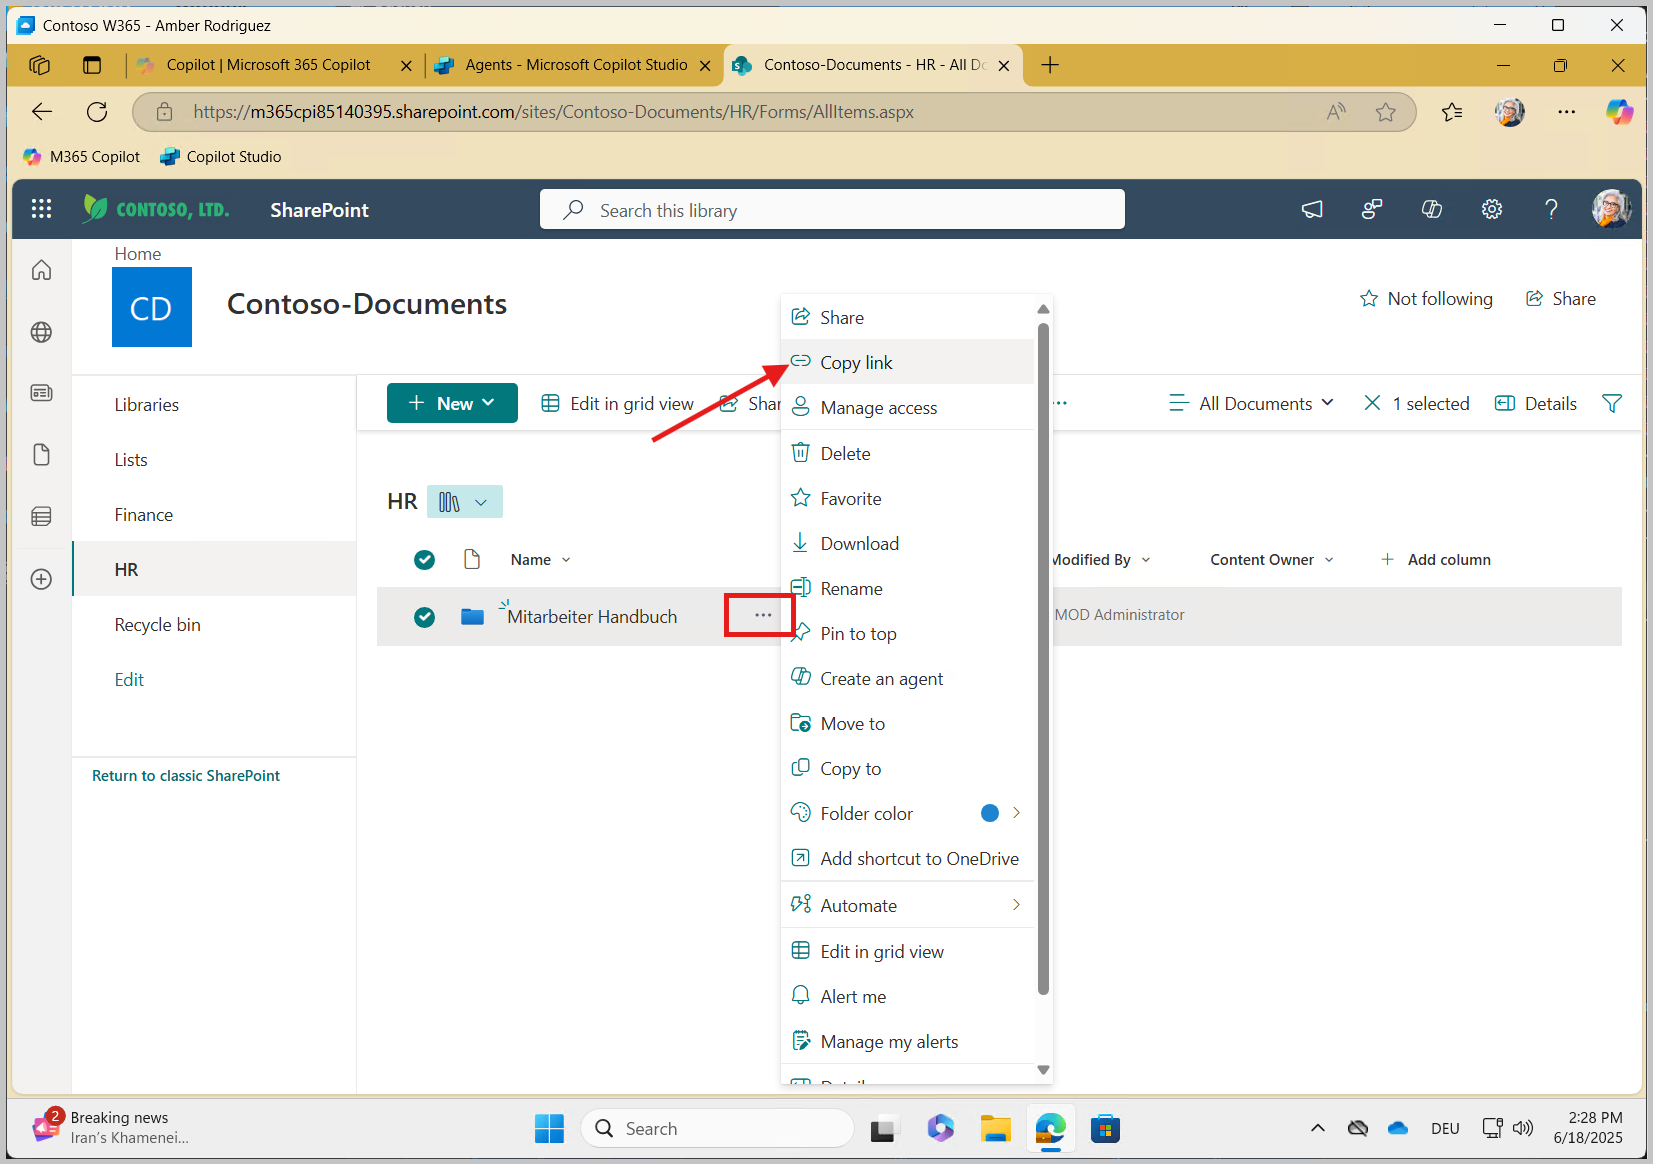 Contoso W365 - Amber Rodriguez
Copilot | Microsoft 365 Copilot
Agents - Microsoft Copilot Studio
Contoso-Documents - HR - All Dc
https://m365cpi85140395.sharepoint.com/sites/Contoso-Documents/HR/Forms/AllItems.aspx
M365 Copilot
Copilot Studio
CONTOSO, LTD.
SharePoint
Search this library
Home
CD
Contoso-Documents
Not following
Share
Libraries
Lists
Finance
HR
Recycle bin
Edit
Return to classic SharePoint
New
Edit in grid view
Shar
All Documents
1 selected
Details
HR
Name
Modified By
Content Owner
Add column
Mitarbeiter Handbuch
MOD Administrator
Share
Copy link
Manage access
Delete
Favorite
Download
Rename
Pin to top
Create an agent
Move to
Copy to
Folder color
Add shortcut to OneDrive
Automate
Edit in grid view
Alert me
Manage my alerts
2
Breaking news
Iran's Khamenei...
Search
DEU
2:28 PM
6/18/2025